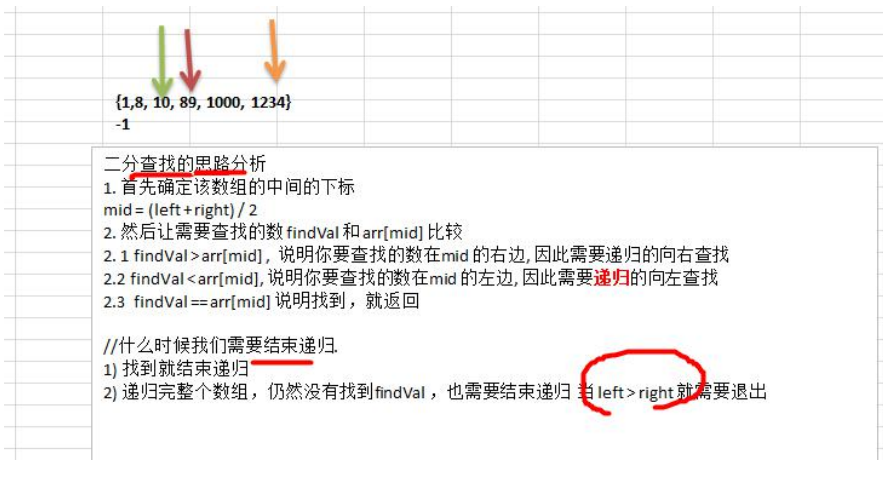 {1,8, 10, 89, 1000, 1234}
-1
二分查找的思路分析
1. 首先确定该数组的中间的下标
mid = (left + right) / 2
2. 然后让需要查找的数 findVal 和 arr[mid] 比较
2. 1 findVal > arr[mid] , 说明你要查找的数在mid 的右边, 因此需要递归的向右查找
2.2 findVal < arr[mid], 说明你要查找的数在mid 的左边, 因此需要递归的向左查找
2.3 findVal == arr[mid] 说明找到，就返回
//什么时候我们需要结束递归.
1) 找到就结束递归
2) 递归完整个数组，仍然没有找到findVal ，也需要结束递归 当 left > right 就需要退出